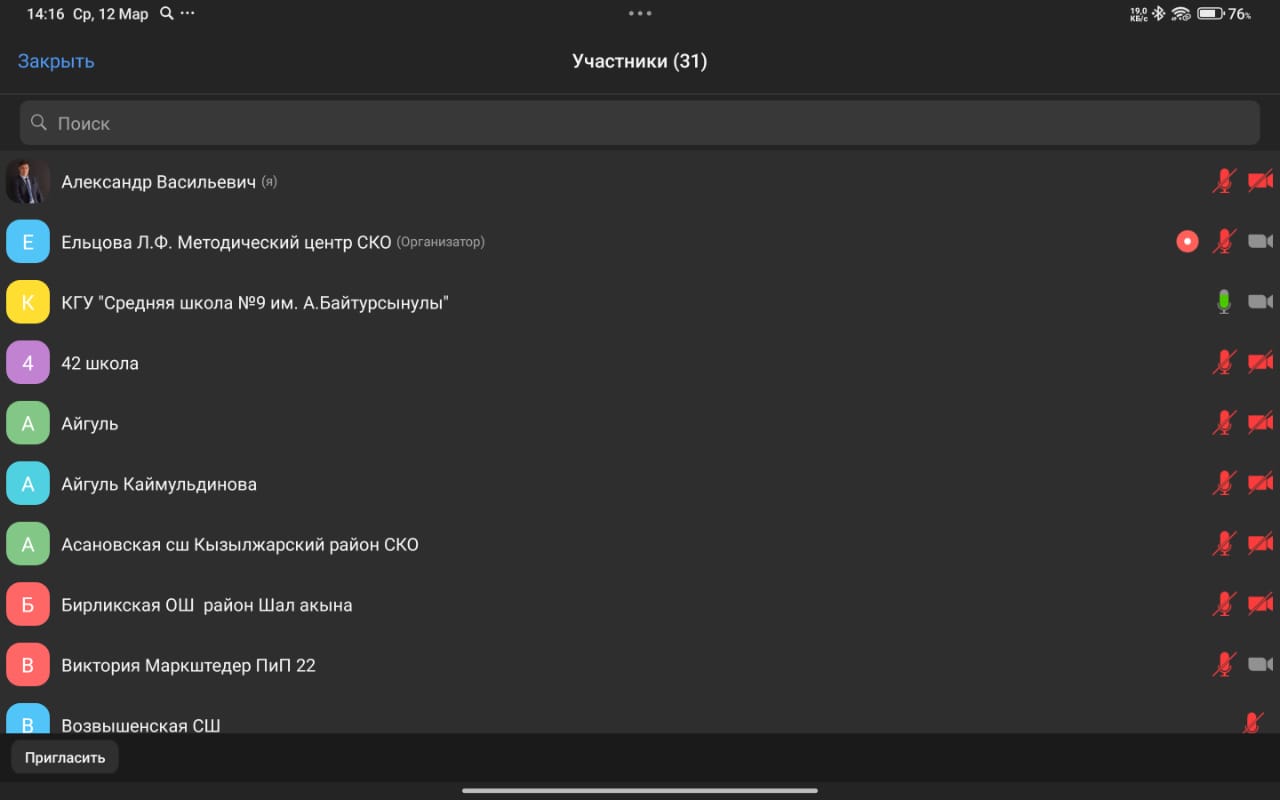 14:16 Ср, 12 Мар
19,0 КБ/с 76%
Закрыть
Участники (31)
Поиск
Александр Васильевич (я)
Е Ельцова Л.Ф. Методический центр СКО (Организатор)
К КГУ "Средняя школа №9 им. А.Байтурсынулы"
4 42 школа
А Айгуль
А Айгуль Каймульдинова
А Асановская сш Кызылжарский район СКО
Б Бирликская ОШ  район Шал акына
В Виктория Маркштедер ПиП 22
В Возвышенская СШ
Пригласить